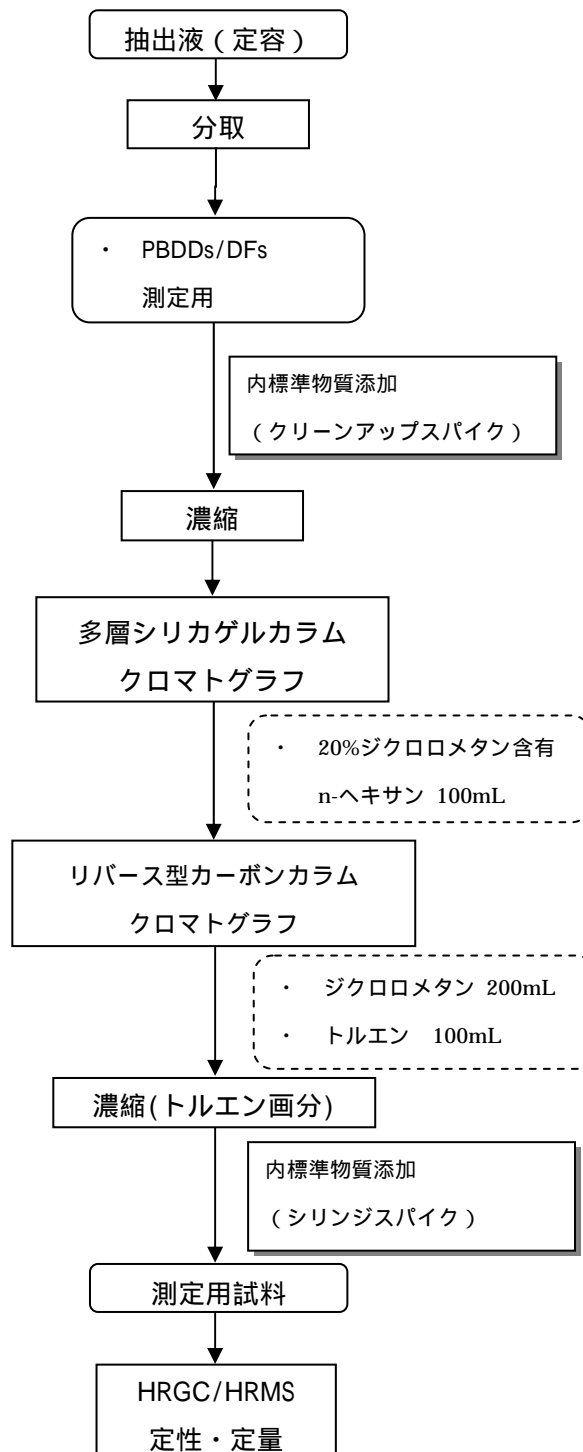 抽出液（定容）
分取
・ PBDDs/DFs
測定用
内標準物質添加
（クリーンアップスパイク）
濃縮
多層シリカゲルカラム
クロマトグラフ
・ 20%ジクロロメタン含有
n-ヘキサン 100mL
リバース型カーボンカラム
クロマトグラフ
・ ジクロロメタン 200mL
・ トルエン 100mL
濃縮(トルエン画分)
内標準物質添加
（シリンジスパイク）
測定用試料
HRGC/HRMS
定性・定量